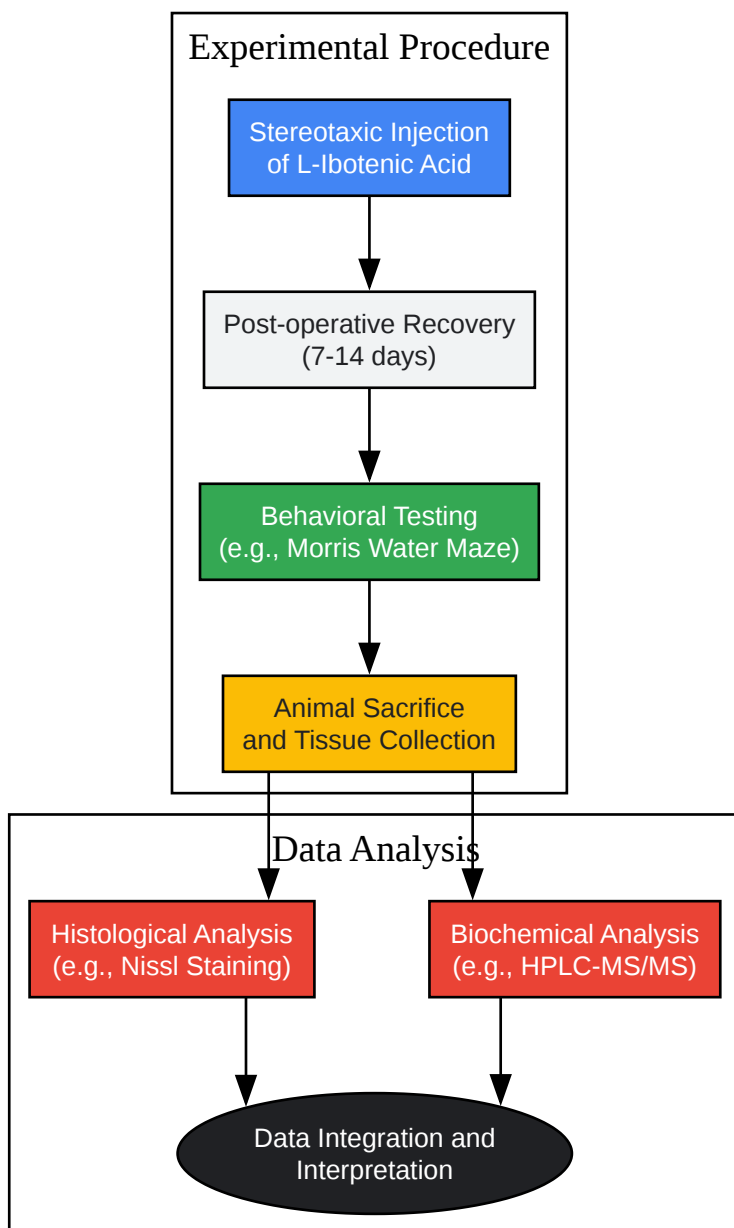 Experimental Procedure
Stereotaxic Injection
of L-Ibotenic Acid
Post-operative Recovery
(7-14 days)
Behavioral Testing
(e.g., Morris Water Maze)
Animal Sacrifice
and Tissue Collection
Data Analysis
Histological Analysis
(e.g., Nissl Staining)
Biochemical Analysis
(e.g., HPLC-MS/MS)
Data Integration and
Interpretation